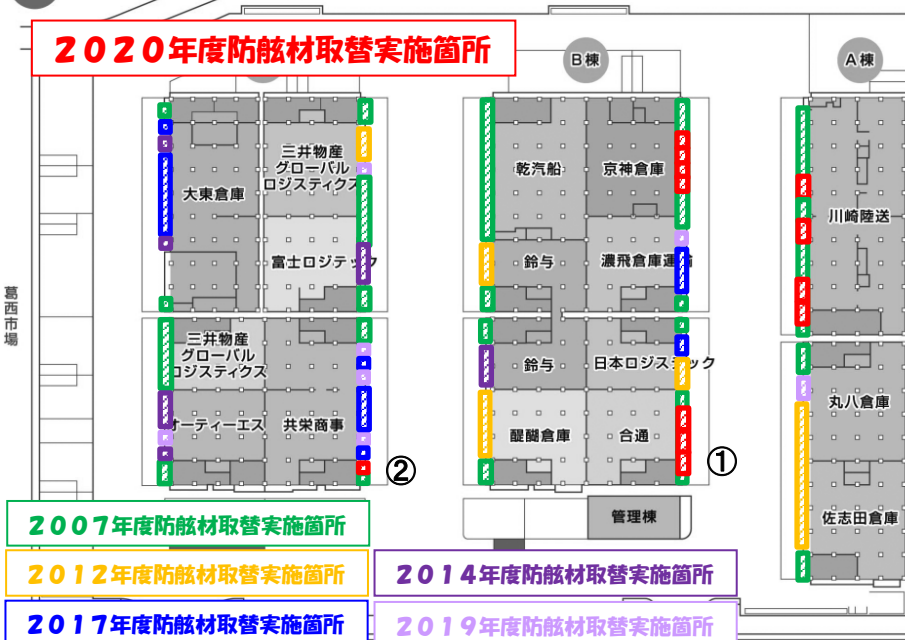 2020年度防舷材取替実施箇所
B棟
A棟
三井物産
グローバル
ロジスティクス
大東倉庫
富士ロジテック
乾汽船
京神倉庫
鈴与
濃飛倉庫運輸
川崎陸送
葛西市場
三井物産
グローバル
ロジスティクス
オーティーエス
共栄商事
鈴与
日本ロジステック
醍醐倉庫
合通
丸八倉庫
佐志田倉庫
②
①
管理棟
2007年度防舷材取替実施箇所
2012年度防舷材取替実施箇所
2014年度防舷材取替実施箇所
2017年度防舷材取替実施箇所
2019年度防舷材取替実施箇所